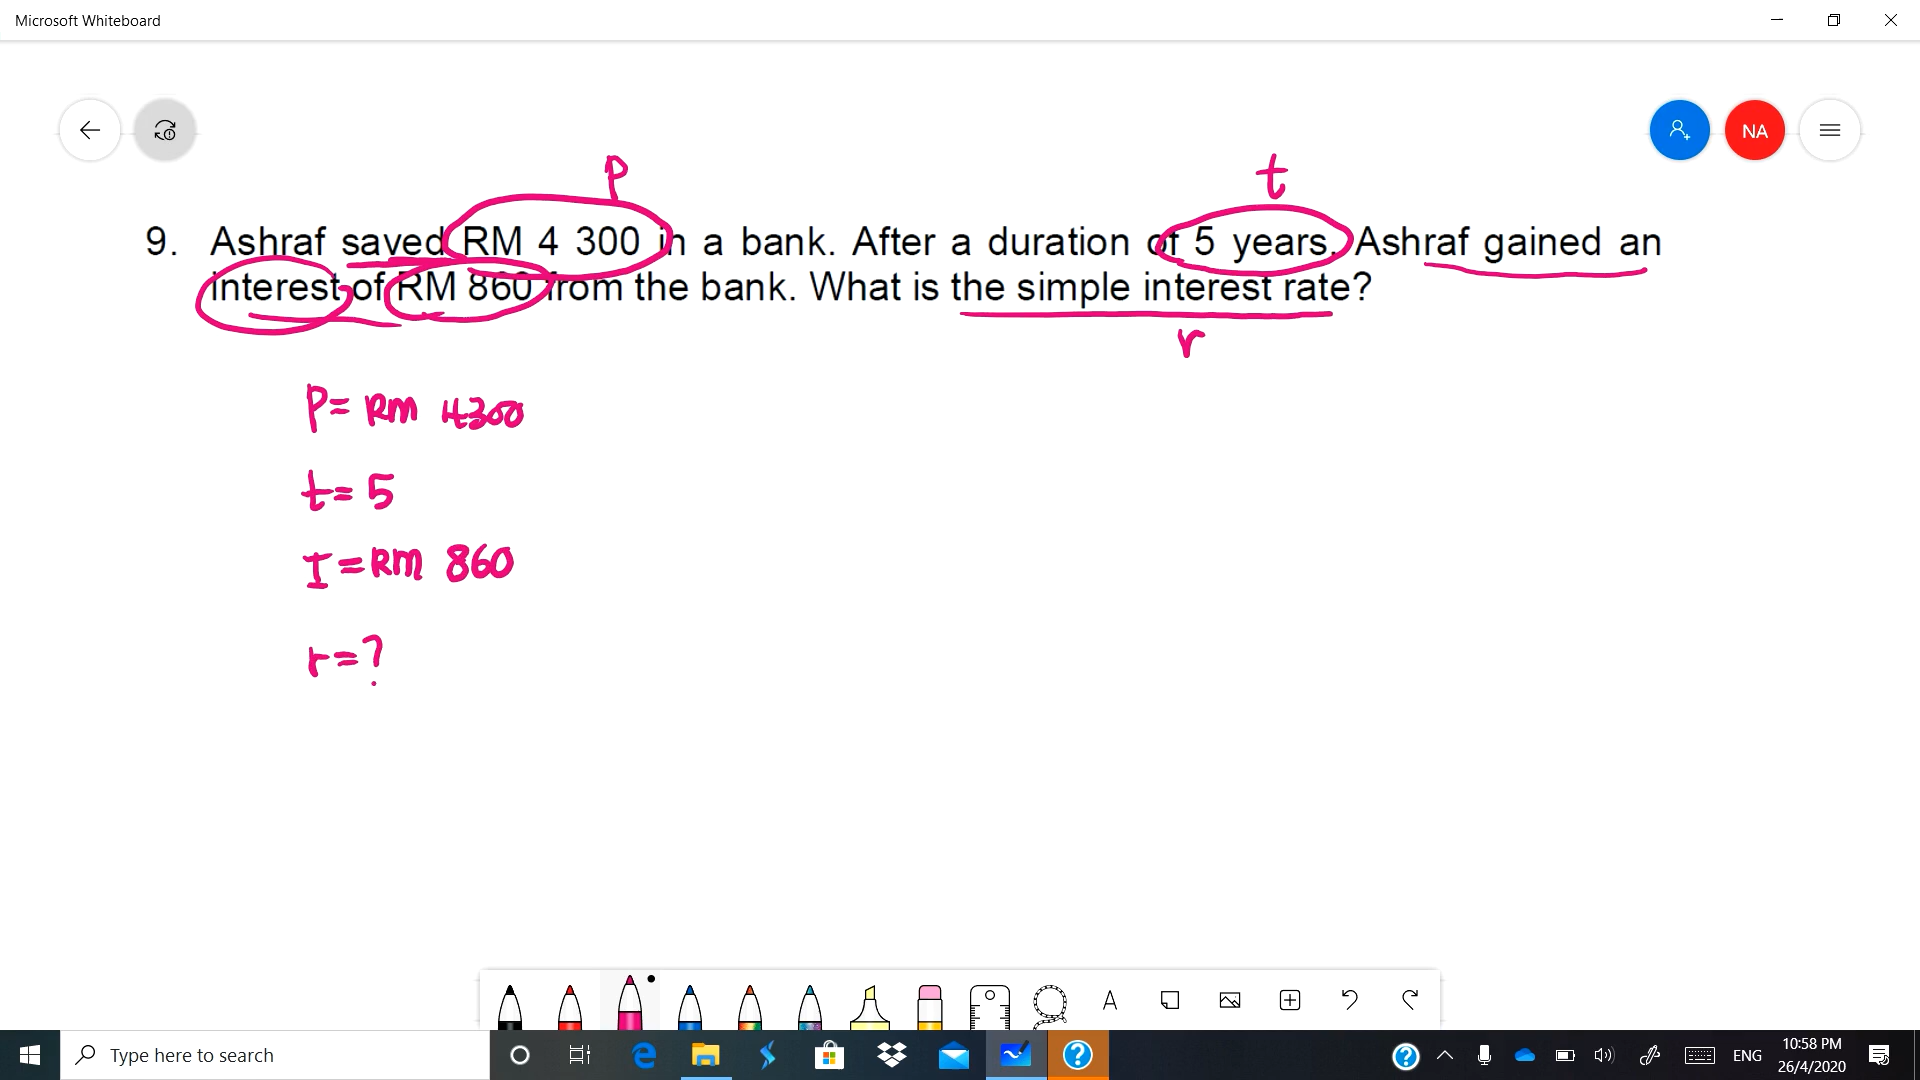 Microsoft Whiteboard
NA
P
t
9. Ashraf saved RM 4 300 in a bank. After a duration of 5 years. Ashraf gained an
interest of RM 860 from the bank. What is the simple interest rate?
r
P= RM 4300
t= 5
I = RM 860
r=?
A
Type here to search
ENG
10:58 PM
26/4/2020